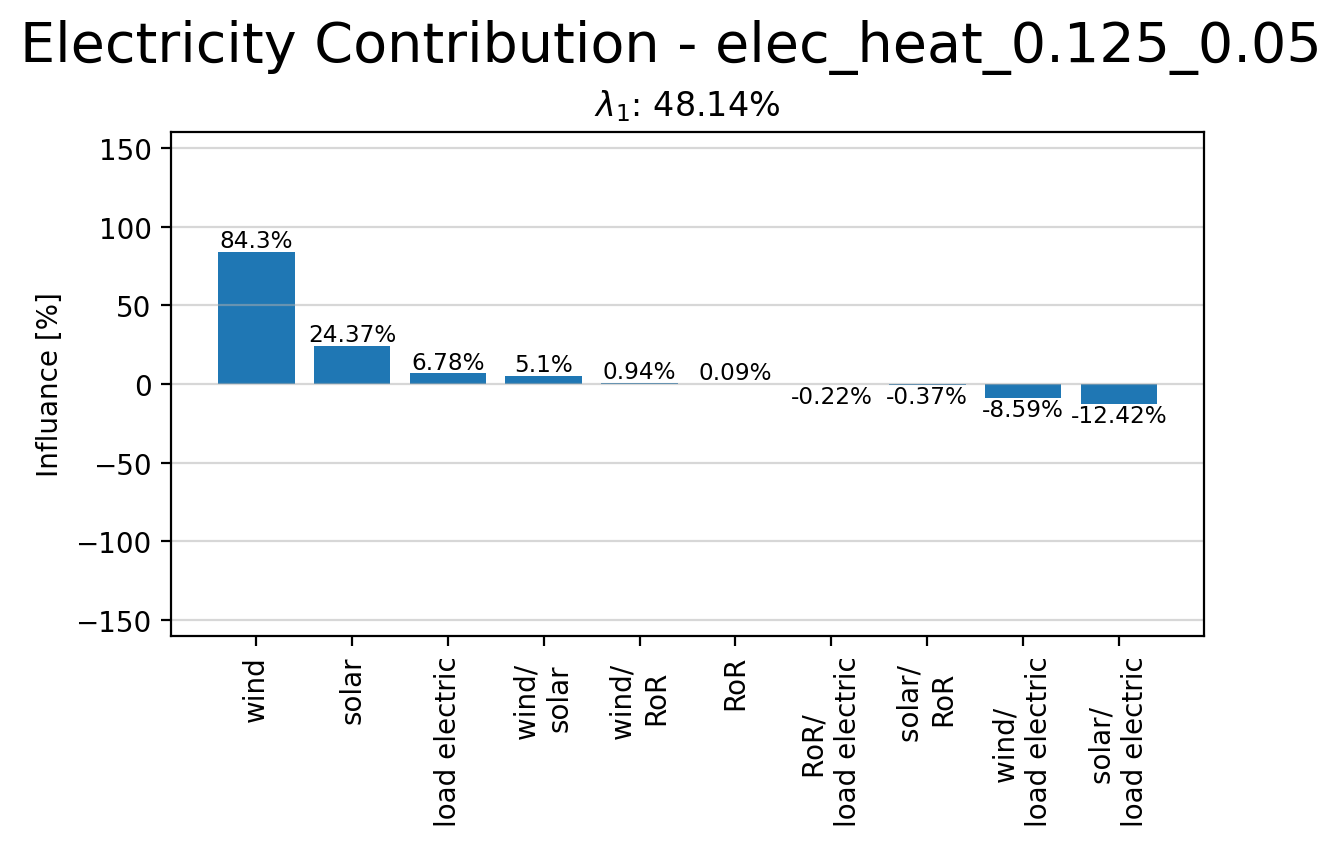 Electricity Contribution - elec_heat_0.125_0.05
λ₁: 48.14%
Influance [%]
150
100
50
0
−50
−100
−150
84.3%
24.37%
6.78%
5.1%
0.94%
0.09%
-0.22%
-0.37%
-8.59%
-12.42%
wind
solar
load electric
wind/
solar
wind/
RoR
RoR
RoR/
load electric
solar/
RoR
wind/
load electric
solar/
load electric